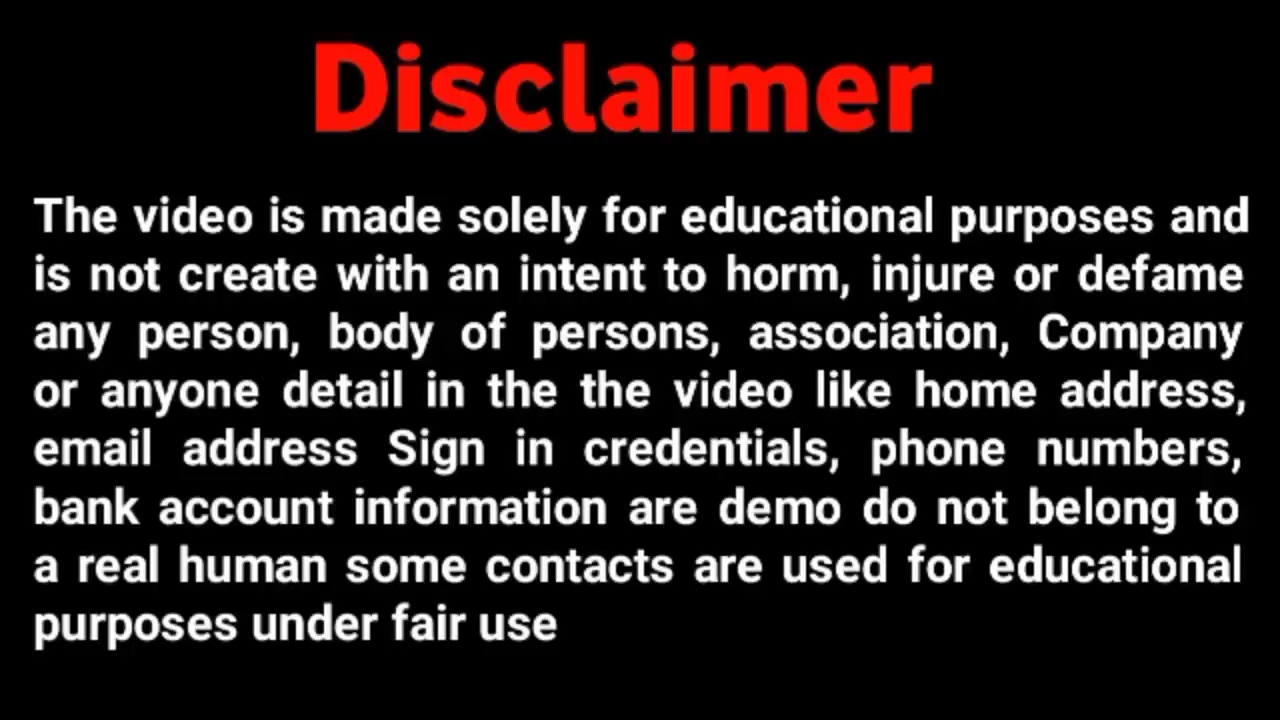 Disclaimer
The video is made solely for educational purposes and
is not create with an intent to horm, injure or defame
any person, body of persons, association, Company
or anyone detail in the the video like home address,
email address Sign in credentials, phone numbers,
bank account information are demo do not belong to
a real human some contacts are used for educational
purposes under fair use